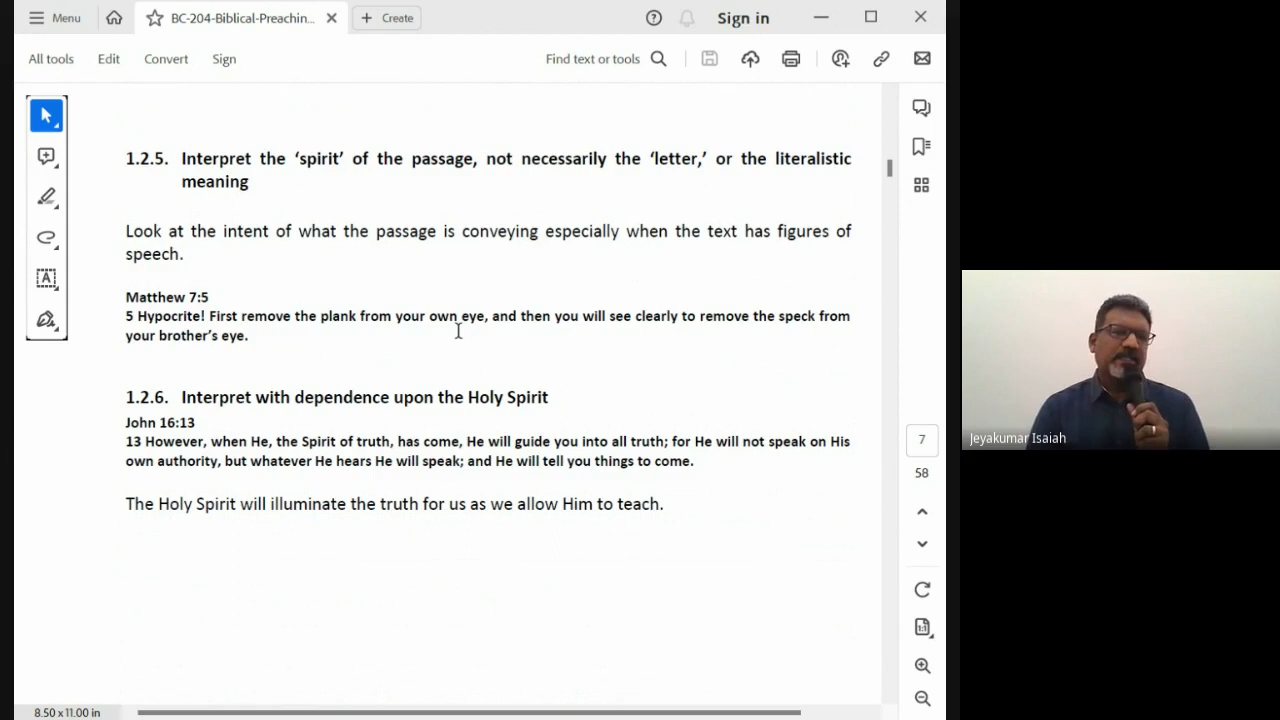 Menu
BC-204-Biblical-Preachin...
Create
Sign in
All tools
Edit
Convert
Sign
Find text or tools
1.2.5. Interpret the ‘spirit’ of the passage, not necessarily the ‘letter,’ or the literalistic
meaning
Look at the intent of what the passage is conveying especially when the text has figures of
speech.
Matthew 7:5
5 Hypocrite! First remove the plank from your own eye, and then you will see clearly to remove the speck from
your brother’s eye.
1.2.6. Interpret with dependence upon the Holy Spirit
John 16:13
13 However, when He, the Spirit of truth, has come, He will guide you into all truth; for He will not speak on His
own authority, but whatever He hears He will speak; and He will tell you things to come.
The Holy Spirit will illuminate the truth for us as we allow Him to teach.
7
58
1:1
8.50 x 11.00 in
Jeyakumar Isaiah